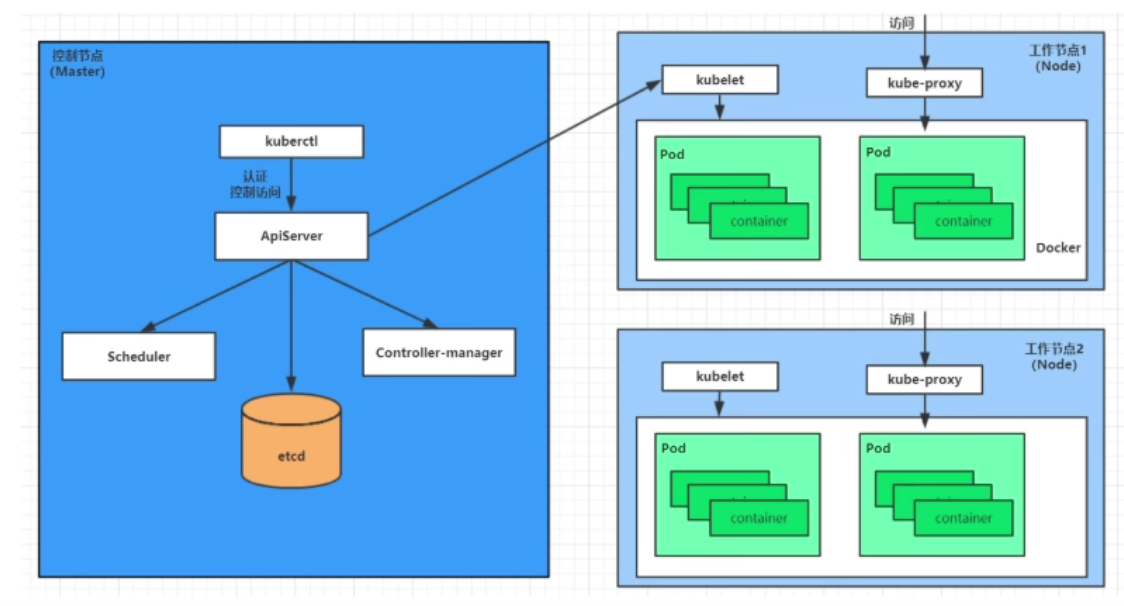 控制节点
(Master)
kuberctl
认证
控制访问
ApiServer
Scheduler
Controller-manager
etcd
访问
工作节点1
(Node)
kubelet
kube-proxy
Pod
container
Pod
container
Docker
访问
工作节点2
(Node)
kubelet
kube-proxy
Pod
container
Pod
container